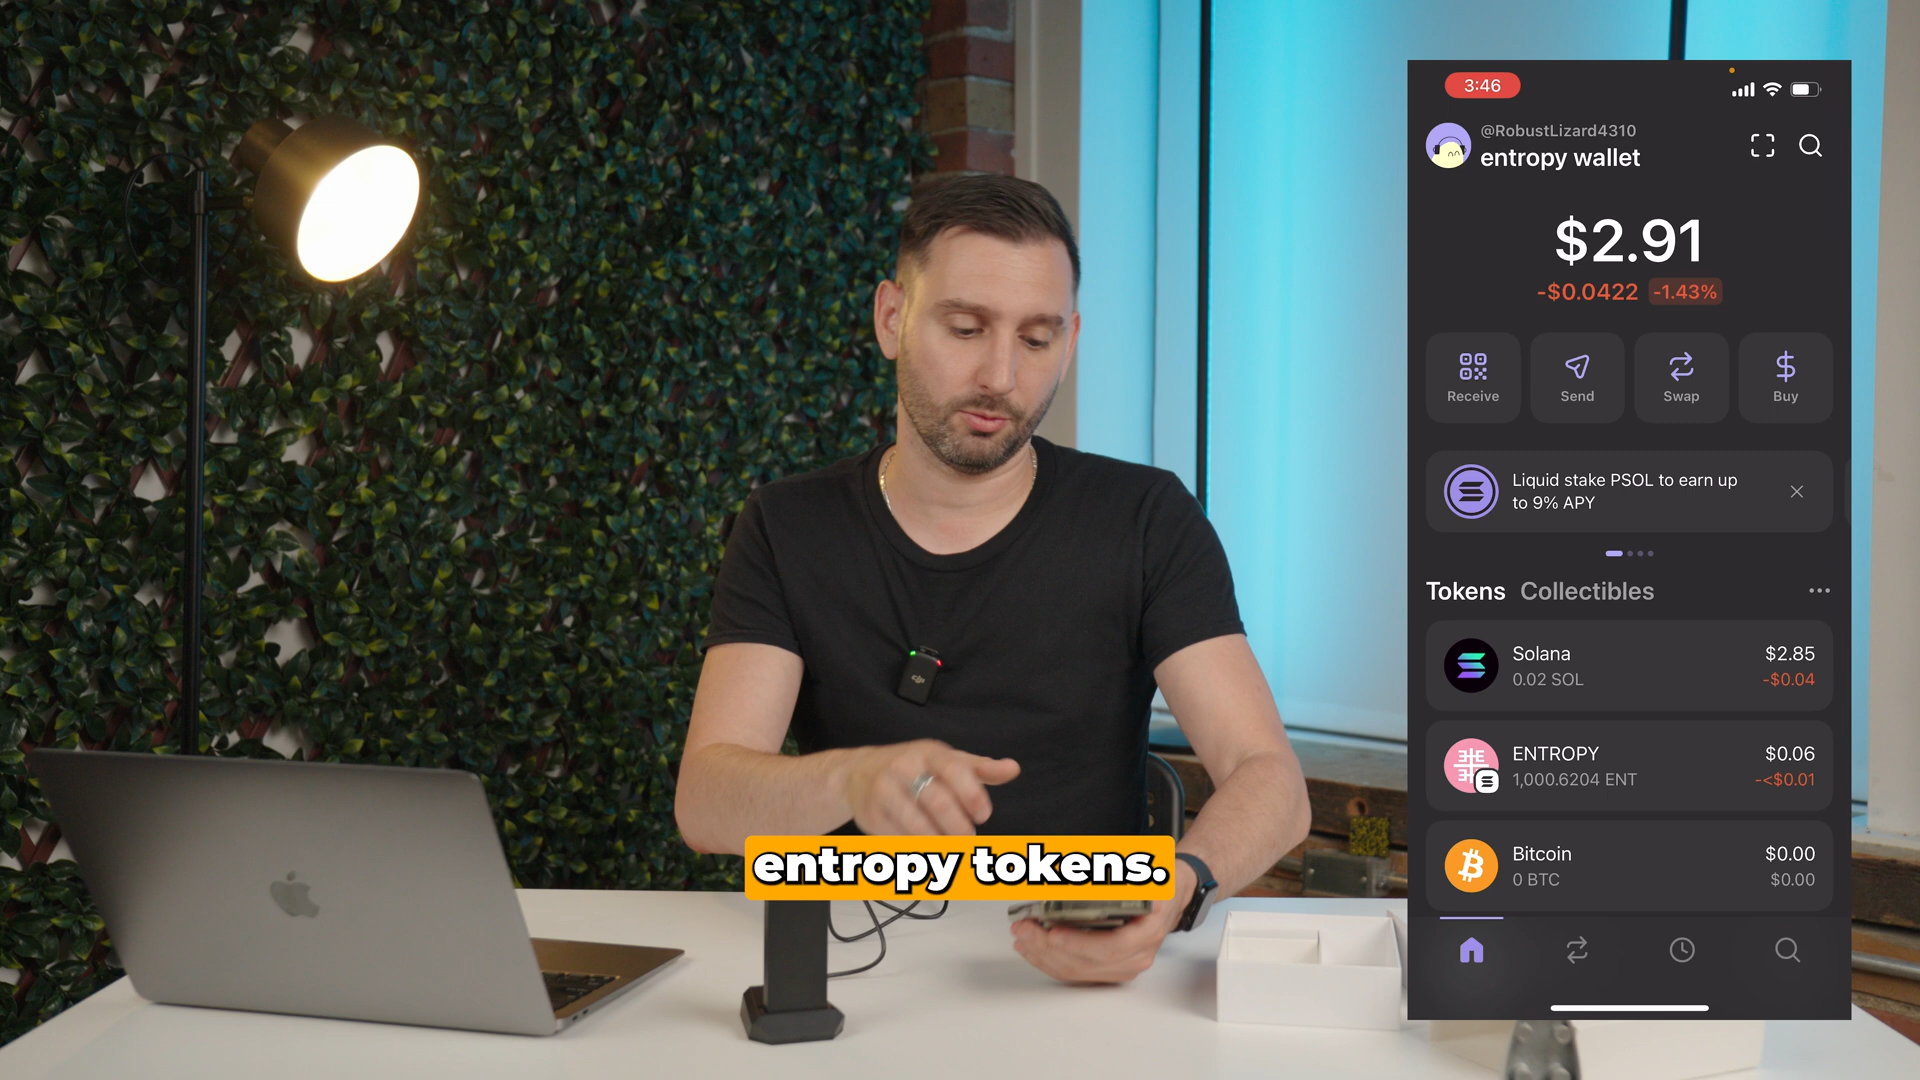 3:46
@RobustLizard4310
entropy wallet
$2.91
-$0.0422 -1.43%
Receive Send Swap Buy
Liquid stake PSOL to earn up
to 9% APY
Tokens Collectibles
Solana $2.85
0.02 SOL -$0.04
ENTROPY $0.06
1,000.6204 ENT -<$0.01
Bitcoin $0.00
0 BTC $0.00
entropy tokens.
dji